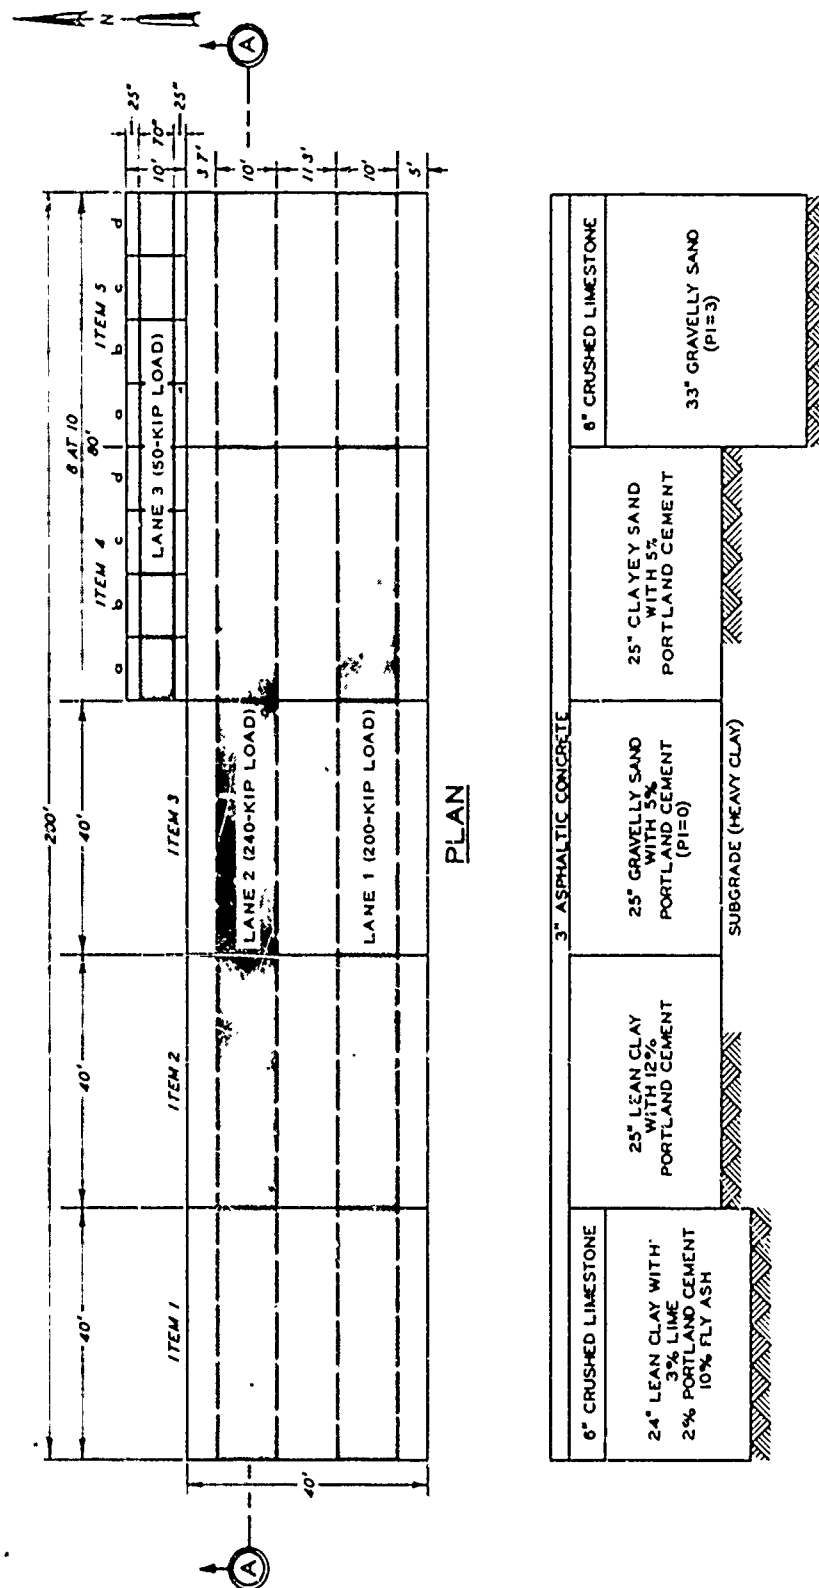 N
A
A
200'
40'
40'
40'
8 AT 10
80'
ITEM 1
ITEM 2
ITEM 3
ITEM 4
ITEM 5
a
b
c
d
a
b
c
d
LANE 3 (50-KIP LOAD)
LANE 2 (240-KIP LOAD)
LANE 1 (200-KIP LOAD)
25"
70"
25"
10'
3 7'
10'
11 3'
10'
5'
40'
PLAN
3" ASPHALTIC CONCRETE
6" CRUSHED LIMESTONE
24" LEAN CLAY WITH
3% LIME
2% PORTLAND CEMENT
10% FLY ASH
25" LEAN CLAY
WITH 12%
PORTLAND CEMENT
25" GRAVELLY SAND
WITH 5%
PORTLAND CEMENT
(PI=0)
25" CLAYEY SAND
WITH 5%
PORTLAND CEMENT
6" CRUSHED LIMESTONE
33" GRAVELLY SAND
(PI=3)
SUBGRADE (HEAVY CLAY)